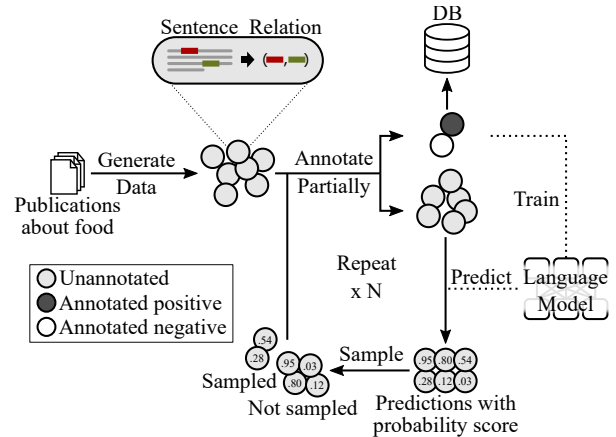 Sentence Relation
( , )
DB
Generate
Data
Annotate
Partially
Publications
about food
Train
Unannotated
Annotated positive
Annotated negative
Repeat
x N
Predict
Language
Model
.54
.28
.95 .03
.80 .12
Sampled
Not sampled
Sample
.95 .80 .54
.28 .12 .03
Predictions with
probability score